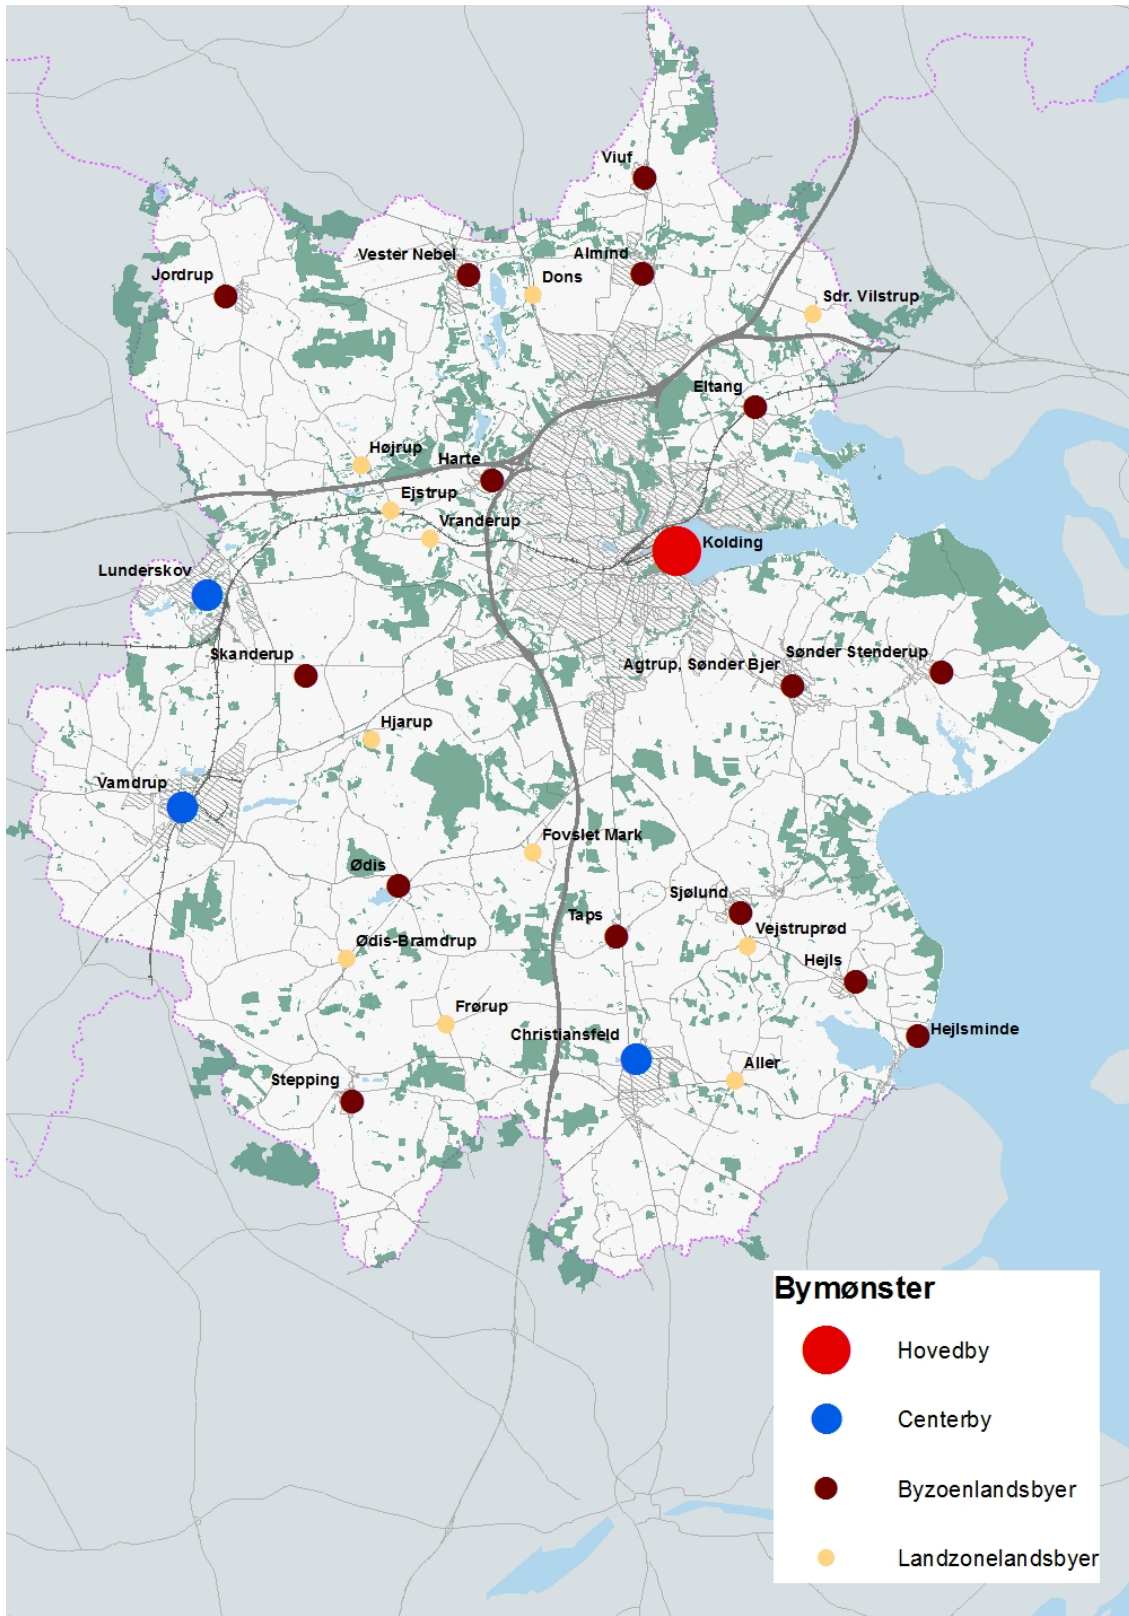 Viuf
Vester Nebel
Almind
Jordrup
Dons
Sdr. Vilstrup
Eltang
Højrup
Harte
Ejstrup
Vranderup
Kolding
Lunderskov
Skanderup
Agtrup, Sønder Bjer
Sønder Stenderup
Hjarup
Vamdrup
Fovslet Mark
Ødis
Sjølund
Taps
Vejstruprød
Ødis-Bramdrup
Hejls
Frørup
Christiansfeld
Hejlsminde
Aller
Stepping
Bymønster
Hovedby
Centerby
Byzoenlandsbyer
Landzonelandsbyer